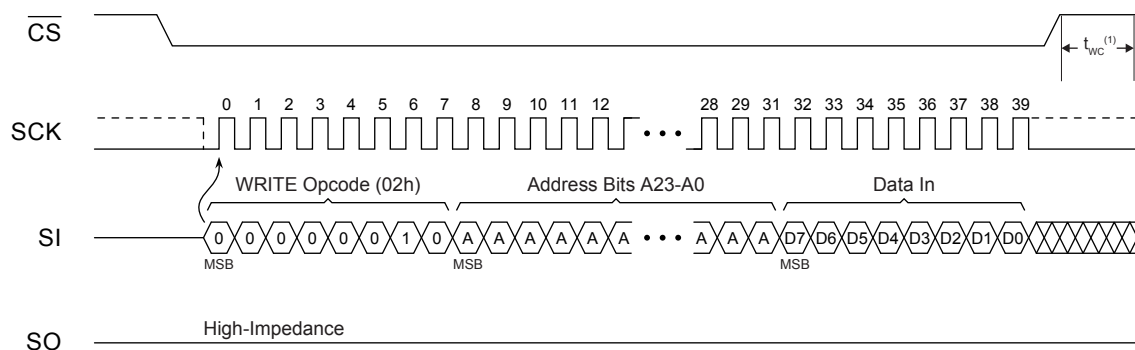 CS
t_WC^(1)
0 1 2 3 4 5 6 7 8 9 10 11 12 28 29 31 32 33 34 35 36 37 38 39
SCK • • •
WRITE Opcode (02h) Address Bits A23-A0 Data In
SI 0 0 0 0 0 0 1 0 A A A A A A • • • A A A D7 D6 D5 D4 D3 D2 D1 D0
MSB MSB MSB
High-Impedance
SO